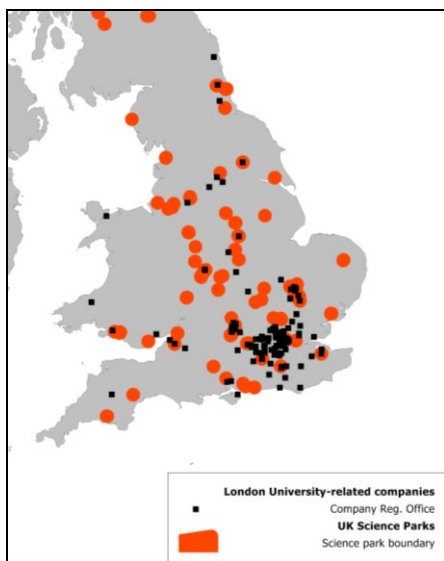 London University-related companies
Company Reg. Office
UK Science Parks
Science park boundary